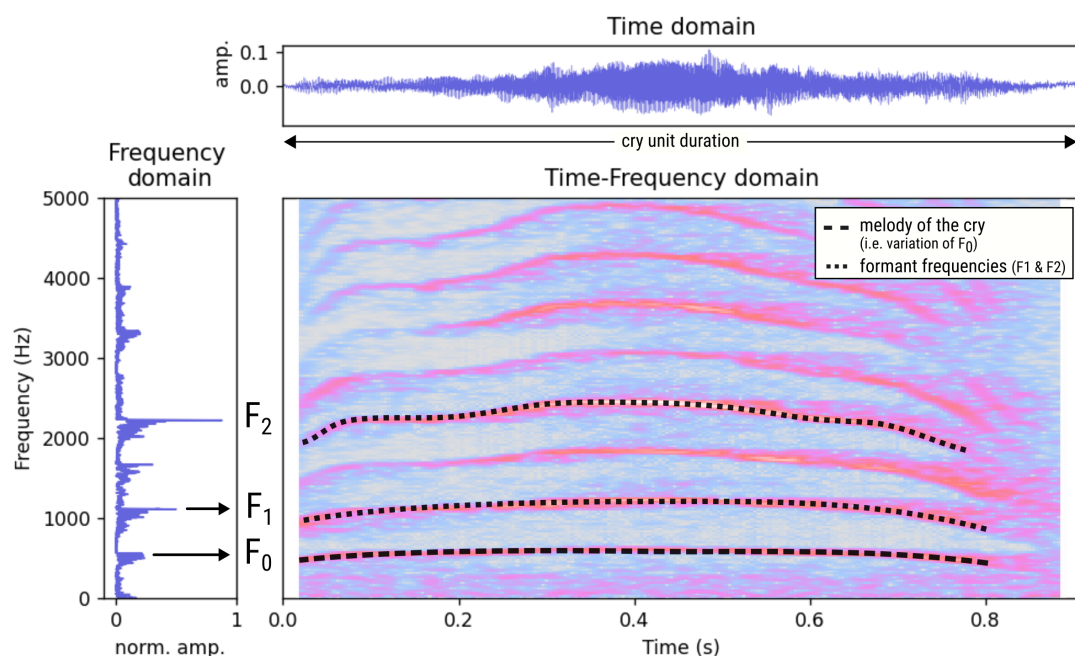 Time domain
amp.
0.1
0.0
cry unit duration
Frequency
domain
Time-Frequency domain
5000
4000
3000
2000
1000
0
Frequency (Hz)
0
1
norm. amp.
F2
F1
F0
melody of the cry
(i.e. variation of F0)
formant frequencies (F1 & F2)
0.0
0.2
0.4
0.6
0.8
Time (s)